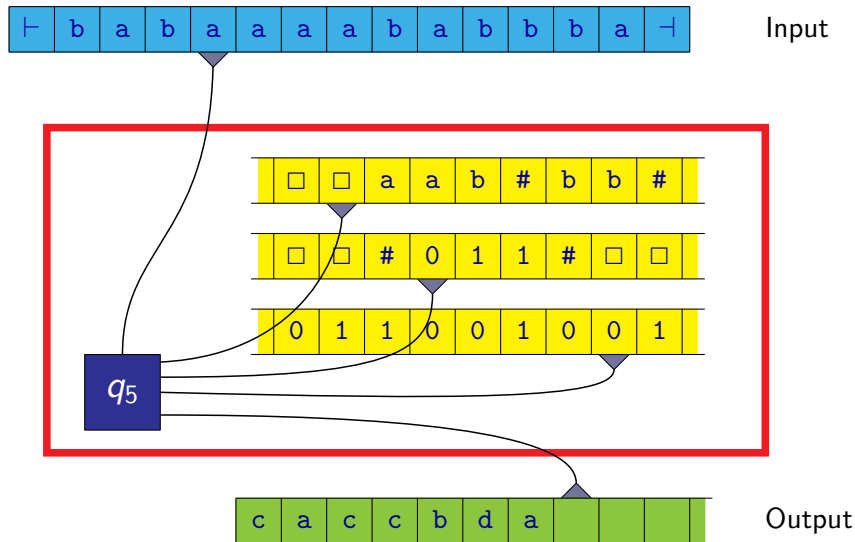 ⊢ b a b a a a a b a b b b a ⊣ Input
□ □ a a b # b b #
□ □ # 0 1 1 # □ □
0 1 1 0 0 1 0 0 1
q₅
c a c c b d a Output